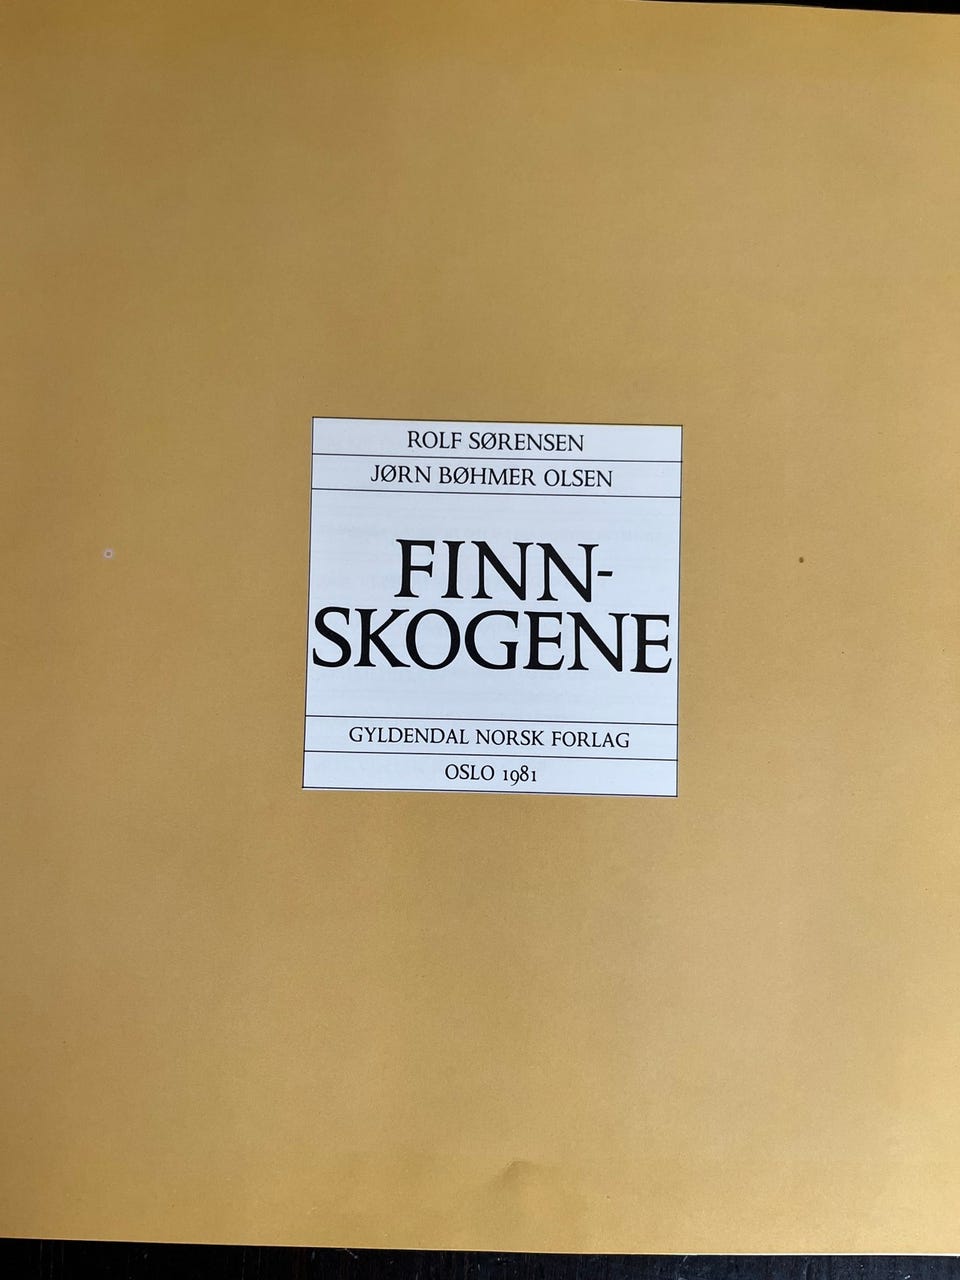 ROLF SØRENSEN
JØRN BØHMER OLSEN
FINN-
SKOGENE
GYLDENDAL NORSK FORLAG
OSLO 1981